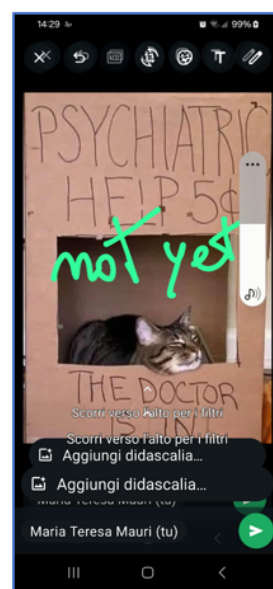 14:29
99%
PSYCHIATRIC
HELP 5¢
not yet
THE DOCTOR
IS IN
Scorri verso l'alto per i filtri
Scorri verso l'alto per i filtri
Aggiungi didascalia...
Aggiungi didascalia...
Maria Teresa Mauri (tu)
Maria Teresa Mauri (tu)